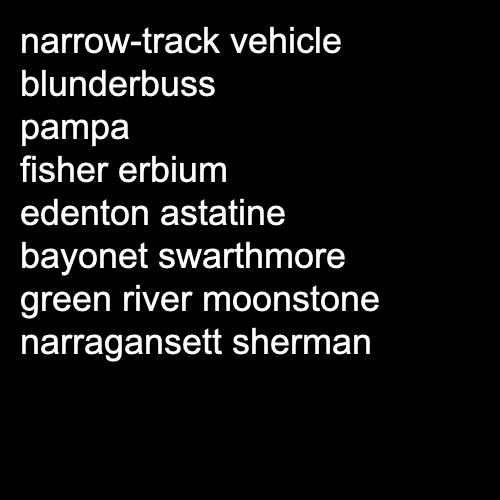 narrow-track vehicle
blunderbuss
pampa
fisher erbium
edenton astatine
bayonet swarthmore
green river moonstone
narragansett sherman